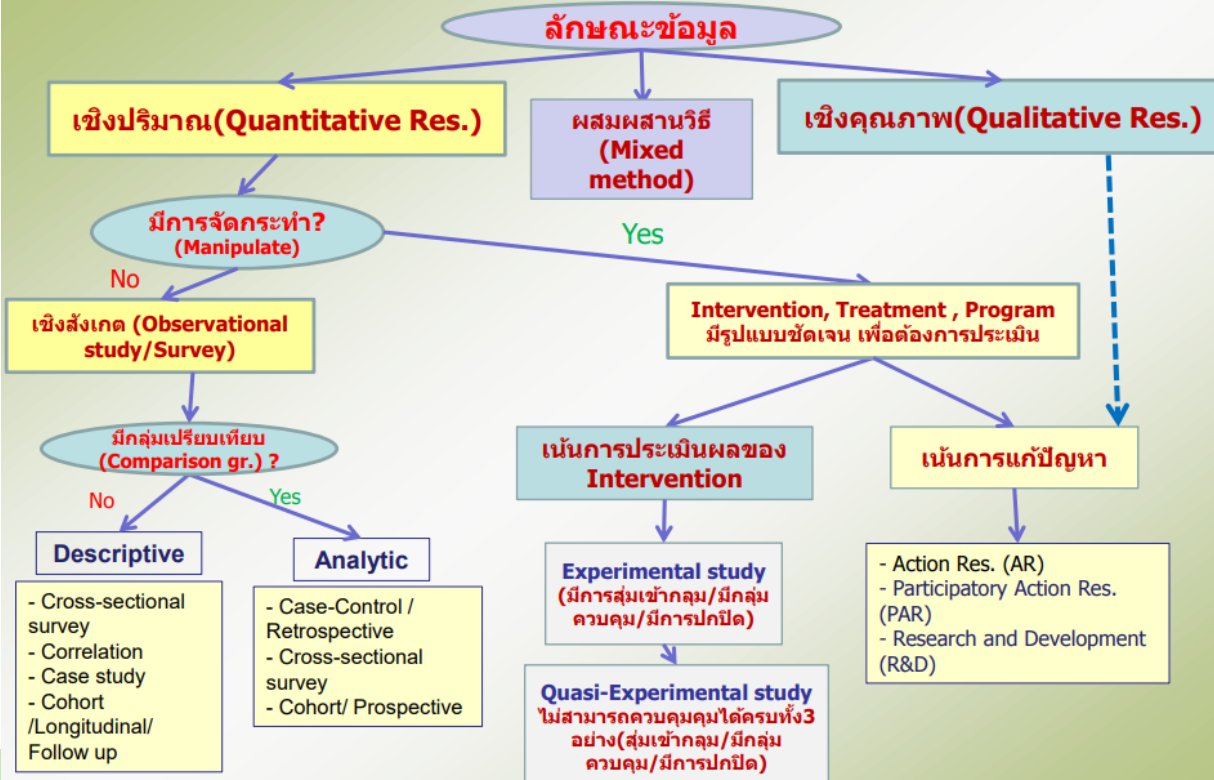 ลักษณะข้อมูล
เชิงปริมาณ(Quantitative Res.)
ผสมผสานวิธี
(Mixed
method)
เชิงคุณภาพ(Qualitative Res.)
มีการจัดกระทำ?
(Manipulate)
Yes
No
เชิงสังเกต (Observational
study/Survey)
Intervention, Treatment , Program
มีรูปแบบชัดเจน เพื่อต้องการประเมิน
มีกลุ่มเปรียบเทียบ
(Comparison gr.) ?
No
Yes
เน้นการประเมินผลของ
Intervention
เน้นการแก้ปัญหา
Descriptive
Analytic
- Cross-sectional
survey
- Correlation
- Case study
- Cohort
/Longitudinal/
Follow up
- Case-Control /
Retrospective
- Cross-sectional
survey
- Cohort/ Prospective
Experimental study
(มีการสุ่มเข้ากลุม/มีกลุ่ม
ควบคุม/มีการปกปิด)
Quasi-Experimental study
ไม่สามารถควบคุมคุมได้ครบทั้ง3
อย่าง(สุ่มเข้ากลุม/มีกลุ่ม
ควบคุม/มีการปกปิด)
- Action Res. (AR)
- Participatory Action Res.
(PAR)
- Research and Development
(R&D)